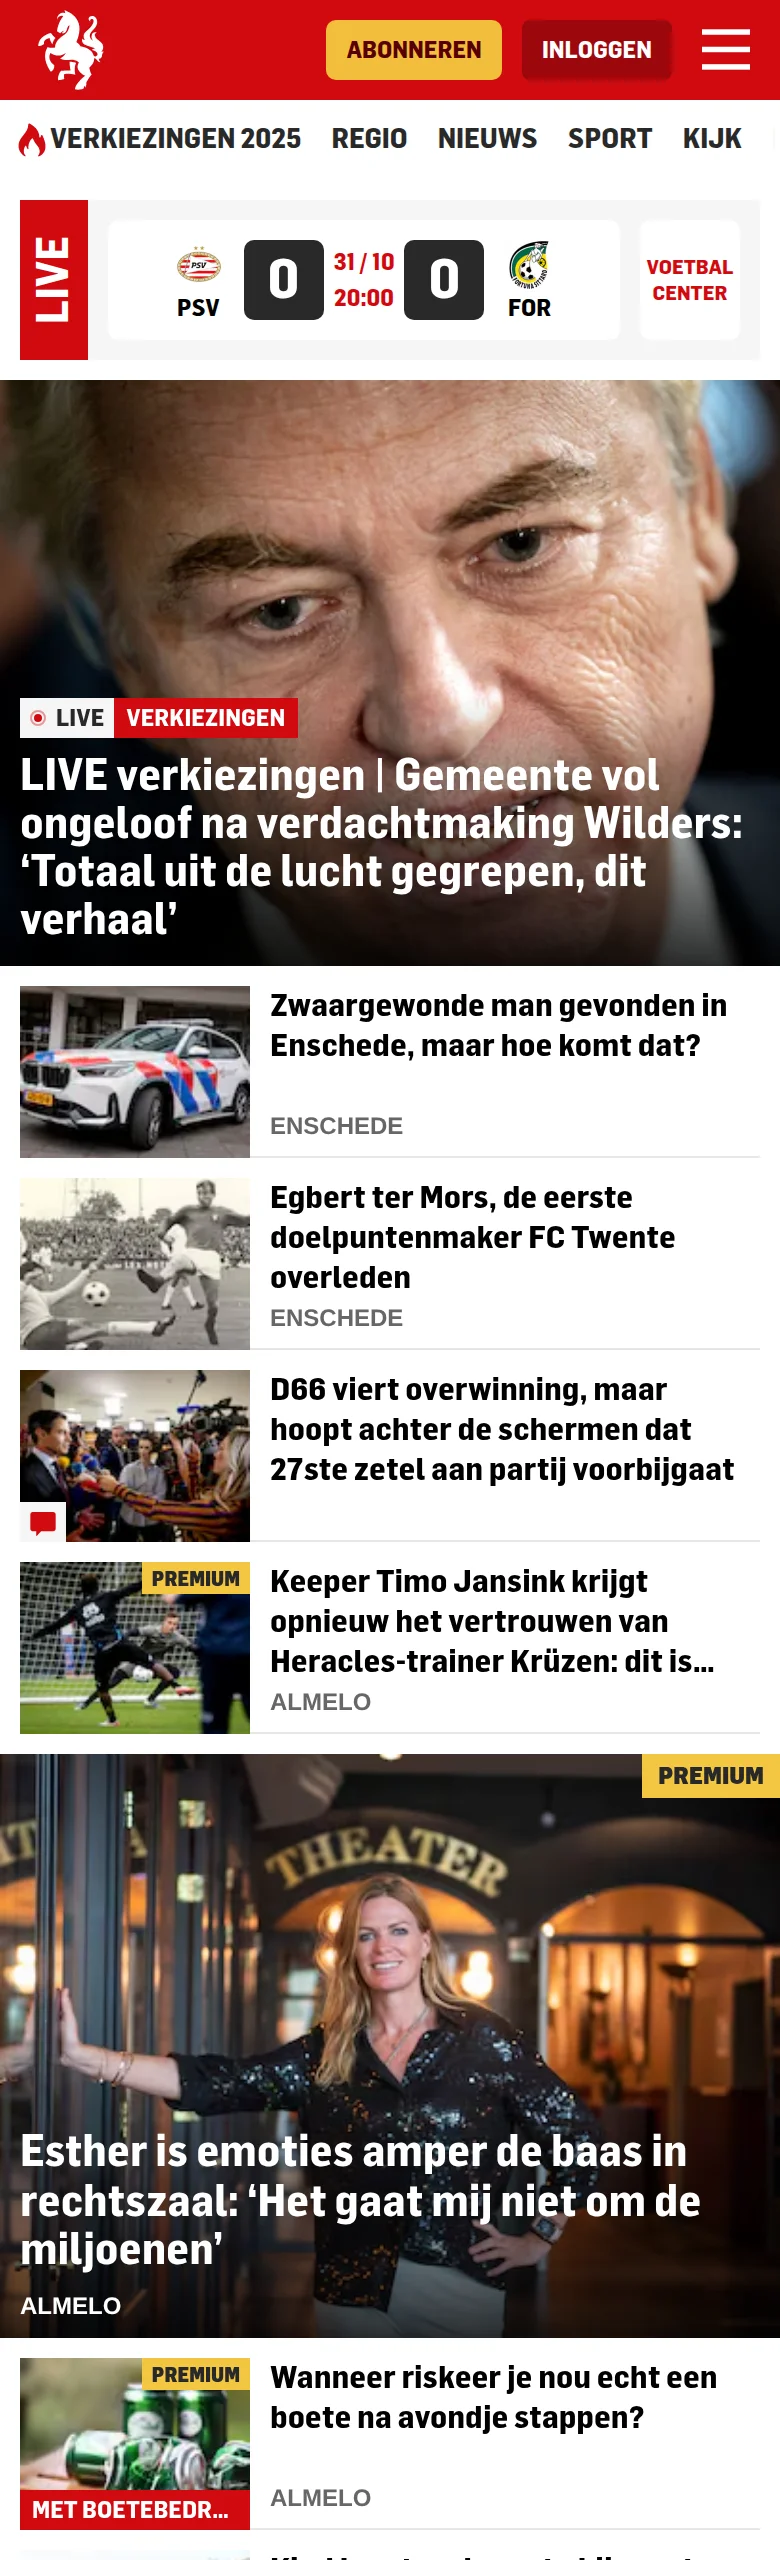 ABONNEREN
INLOGGEN
VERKIEZINGEN 2025 REGIO NIEUWS SPORT KIJK
LIVE
PSV
PSV
0
31 / 10
20:00
0
FOR
VOETBAL
CENTER
LIVE VERKIEZINGEN
LIVE verkiezingen | Gemeente vol
ongeloof na verdachtmaking Wilders:
‘Totaal uit de lucht gegrepen, dit
verhaal’
Zwaargewonde man gevonden in
Enschede, maar hoe komt dat?
ENSCHEDE
Egbert ter Mors, de eerste
doelpuntenmaker FC Twente
overleden
ENSCHEDE
D66 viert overwinning, maar
hoopt achter de schermen dat
27ste zetel aan partij voorbijgaat
PREMIUM
Keeper Timo Jansink krijgt
opnieuw het vertrouwen van
Heracles-trainer Krüzen: dit is...
ALMELO
PREMIUM
THEATER
Esther is emoties amper de baas in
rechtszaal: ‘Het gaat mij niet om de
miljoenen’
ALMELO
PREMIUM
MET BOETEBEDR...
Wanneer riskeer je nou echt een
boete na avondje stappen?
ALMELO